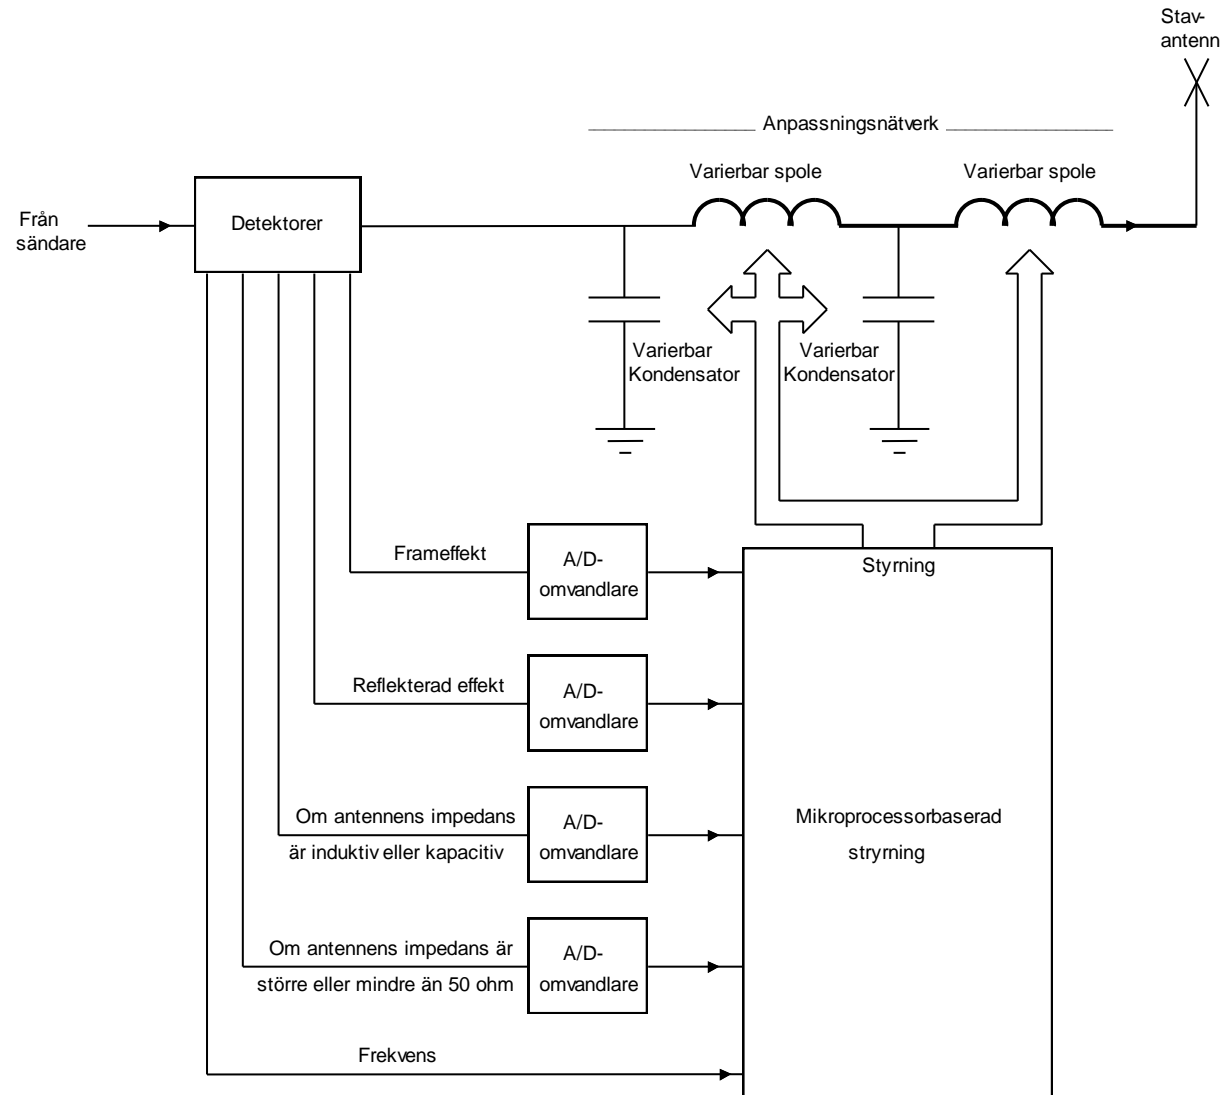 Stav-
antenn
Anpassningsnätverk
Varierbar spole
Varierbar spole
Från
sändare
Detektorer
Varierbar
Kondensator
Varierbar
Kondensator
Frameffekt
A/D-
omvandlare
Styrning
Reflekterad effekt
A/D-
omvandlare
Om antennens impedans
är induktiv eller kapacitiv
A/D-
omvandlare
Mikroprocessorbaserad
stryrning
Om antennens impedans är
större eller mindre än 50 ohm
A/D-
omvandlare
Frekvens